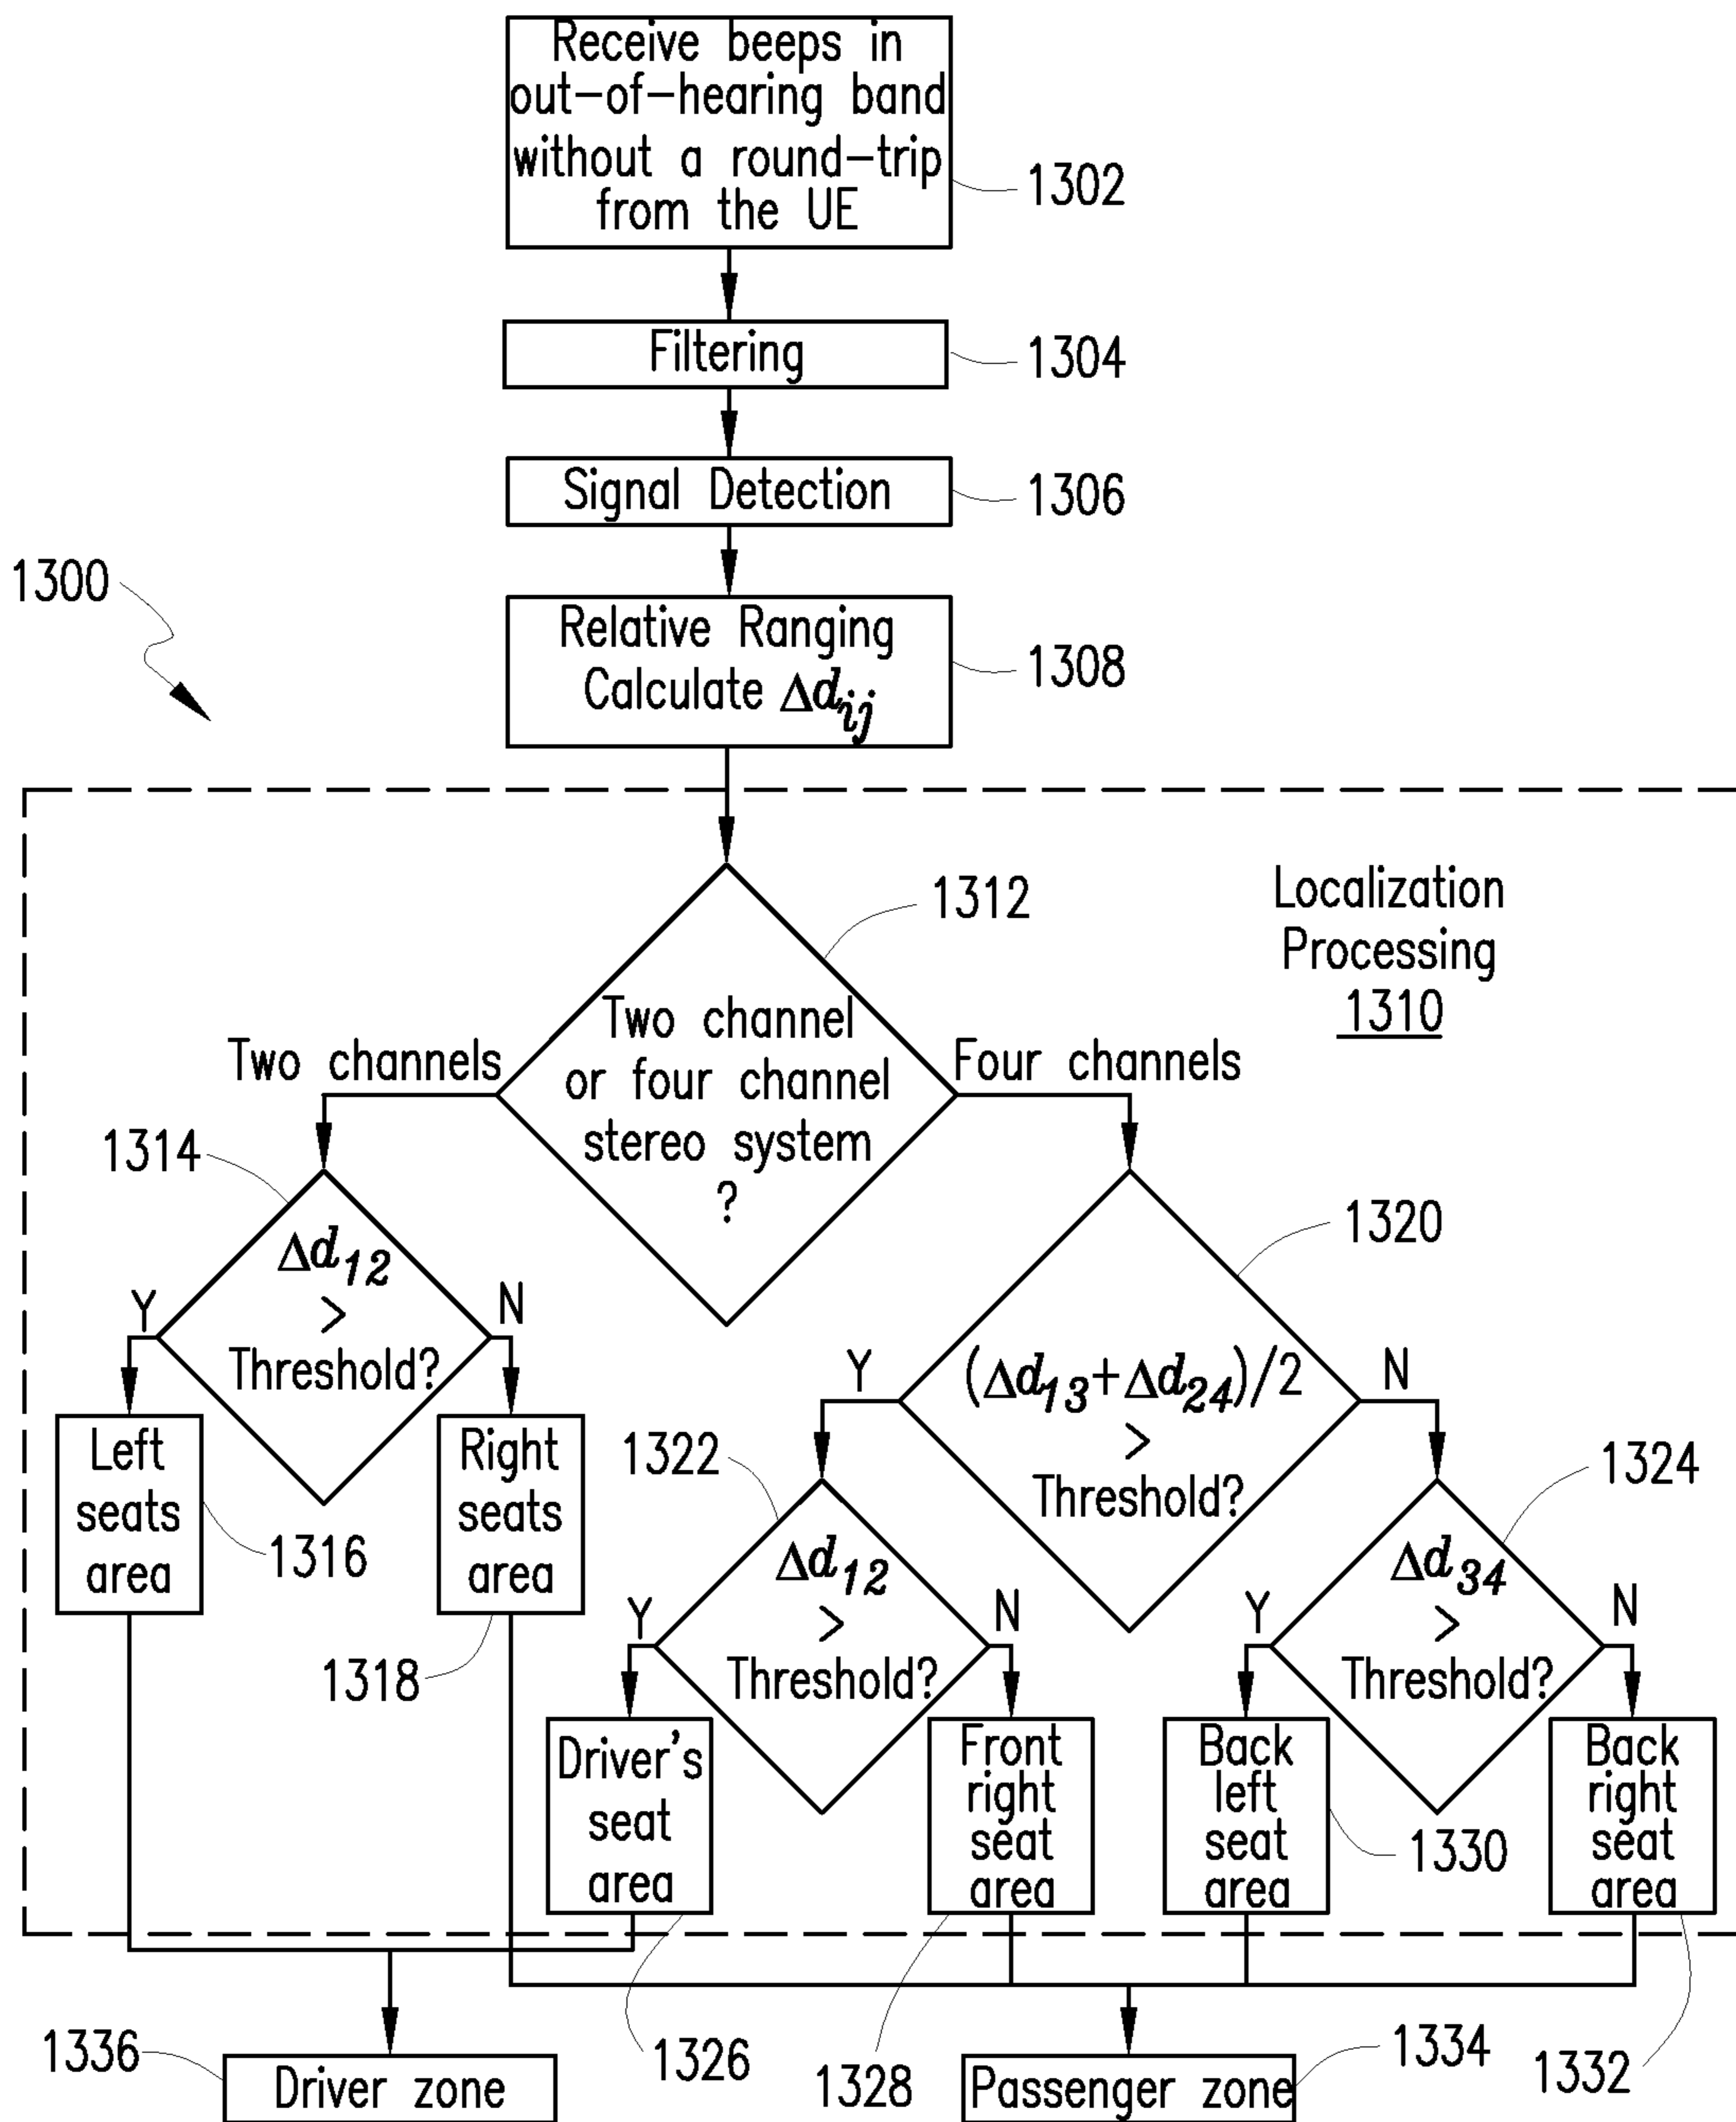 Receive beeps in
out-of-hearing band
without a round-trip
from the UE
1302
Filtering
1304
Signal Detection
1306
1300
Relative Ranging
Calculate Δd_ij
1308
Localization
Processing
1310
1312
Two channel
or four channel
stereo system
?
Two channels
Four channels
1314
Δd_12
>
Threshold?
Y
N
Left
seats
area
1316
Right
seats
area
1318
1320
(Δd_13+Δd_24)/2
>
Threshold?
Y
N
1322
Δd_12
>
Threshold?
Y
N
1324
Δd_34
>
Threshold?
Y
N
Driver's
seat
area
Front
right
seat
area
Back
left
seat
area
1330
Back
right
seat
area
1336
Driver zone
1326
1328
Passenger zone
1334
1332